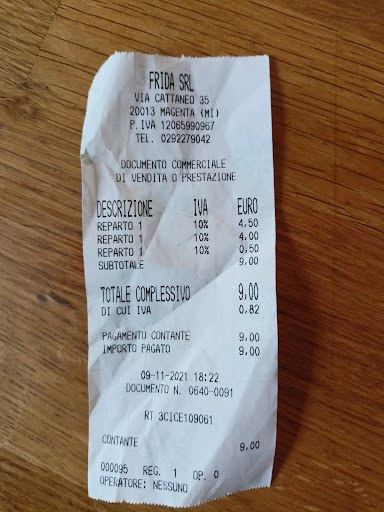 FRIDA SRL
VIA CATTANEO 35
20013 MAGENTA (MI)
P.IVA 12065990967
TEL. 0292279042
DOCUMENTO COMMERCIALE
DI VENDITA O PRESTAZIONE
DESCRIZIONE IVA EURO
REPARTO 1 10% 4,50
REPARTO 1 10% 4,00
REPARTO 1 10% 0,50
SUBTOTALE 9,00
TOTALE COMPLESSIVO 9,00
DI CUI IVA 0,82
PAGAMENTO CONTANTE 9,00
IMPORTO PAGATO 9,00
09-11-2021 18:22
DOCUMENTO N. 0640-0091
RT 3CICE109061
CONTANTE 9,00
000095 REG. 1 OP. 0
OPERATORE: NESSUNO